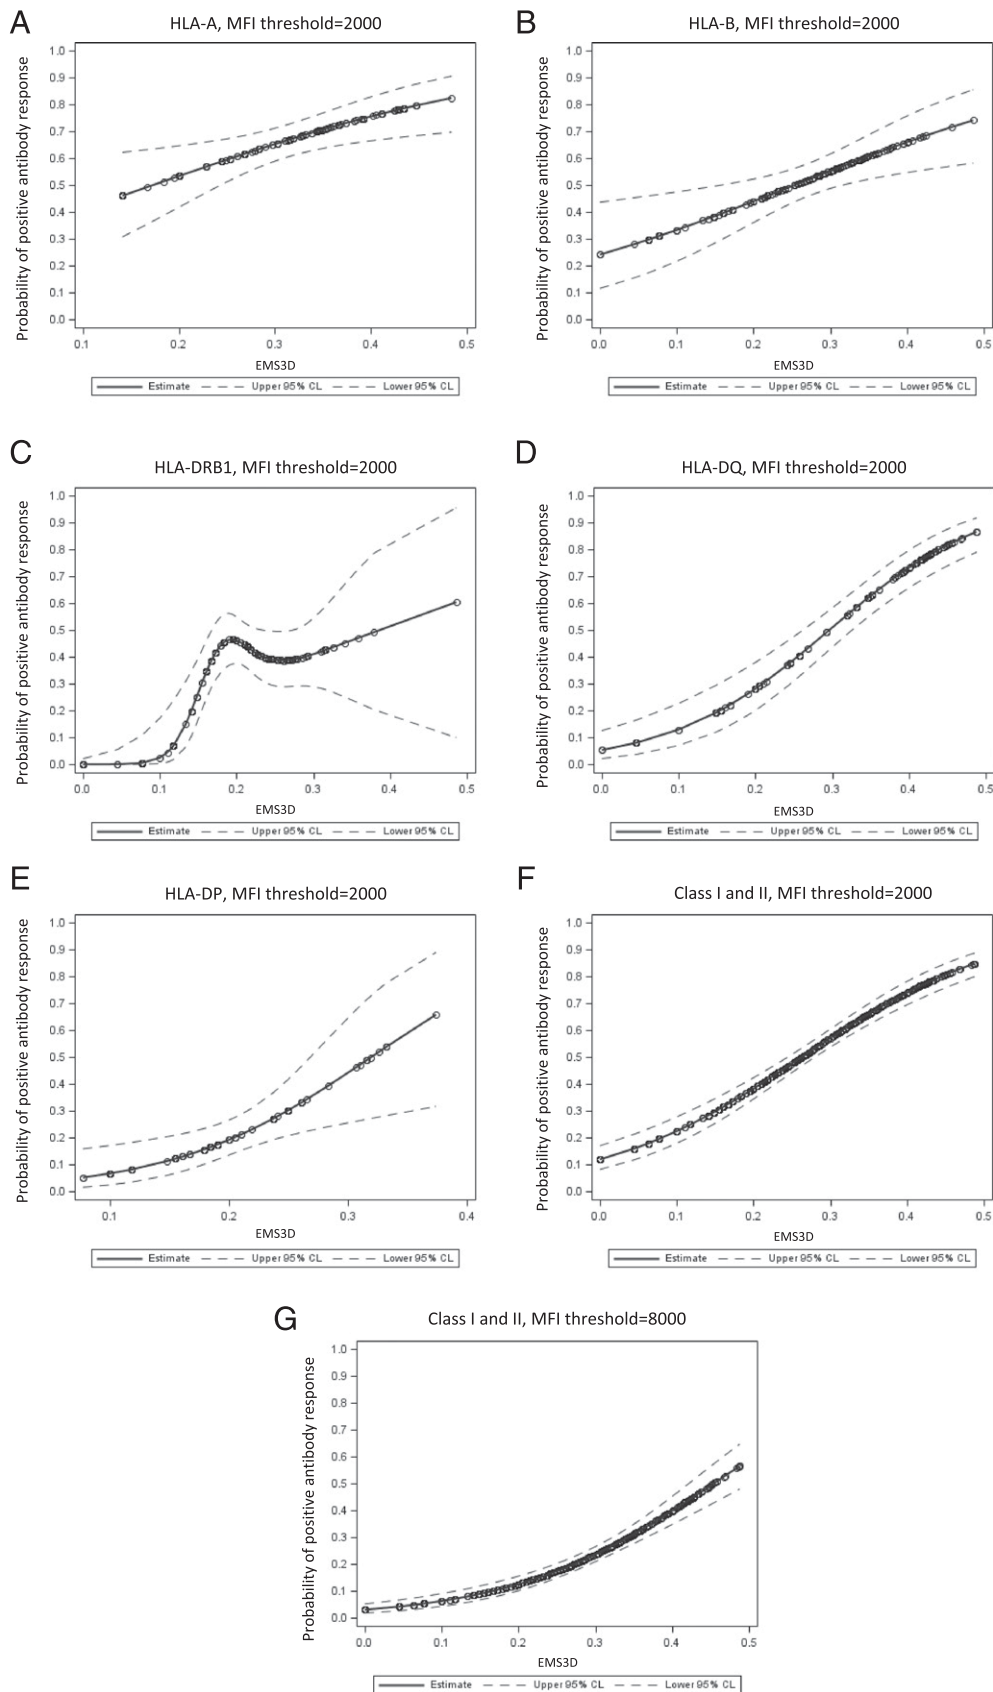 A
HLA-A, MFI threshold=2000
Probability of positive antibody response
1.0
0.9
0.8
0.7
0.6
0.5
0.4
0.3
0.2
0.1
0.0
0.1 0.2 0.3 0.4 0.5
EMS3D
Estimate Upper 95% CL Lower 95% CL
B
HLA-B, MFI threshold=2000
Probability of positive antibody response
1.0
0.9
0.8
0.7
0.6
0.5
0.4
0.3
0.2
0.1
0.0
0.0 0.1 0.2 0.3 0.4 0.5
EMS3D
Estimate Upper 95% CL Lower 95% CL
C
HLA-DRB1, MFI threshold=2000
Probability of positive antibody response
1.0
0.9
0.8
0.7
0.6
0.5
0.4
0.3
0.2
0.1
0.0
0.0 0.1 0.2 0.3 0.4 0.5
EMS3D
Estimate Upper 95% CL Lower 95% CL
D
HLA-DQ, MFI threshold=2000
Probability of positive antibody response
1.0
0.9
0.8
0.7
0.6
0.5
0.4
0.3
0.2
0.1
0.0
0.0 0.1 0.2 0.3 0.4 0.5
EMS3D
Estimate Upper 95% CL Lower 95% CL
E
HLA-DP, MFI threshold=2000
Probability of positive antibody response
1.0
0.9
0.8
0.7
0.6
0.5
0.4
0.3
0.2
0.1
0.0
0.1 0.2 0.3 0.4
EMS3D
Estimate Upper 95% CL Lower 95% CL
F
Class I and II, MFI threshold=2000
Probability of positive antibody response
1.0
0.9
0.8
0.7
0.6
0.5
0.4
0.3
0.2
0.1
0.0
0.0 0.1 0.2 0.3 0.4 0.5
EMS3D
Estimate Upper 95% CL Lower 95% CL
G
Class I and II, MFI threshold=8000
Probability of positive antibody response
1.0
0.9
0.8
0.7
0.6
0.5
0.4
0.3
0.2
0.1
0.0
0.0 0.1 0.2 0.3 0.4 0.5
EMS3D
Estimate Upper 95% CL Lower 95% CL